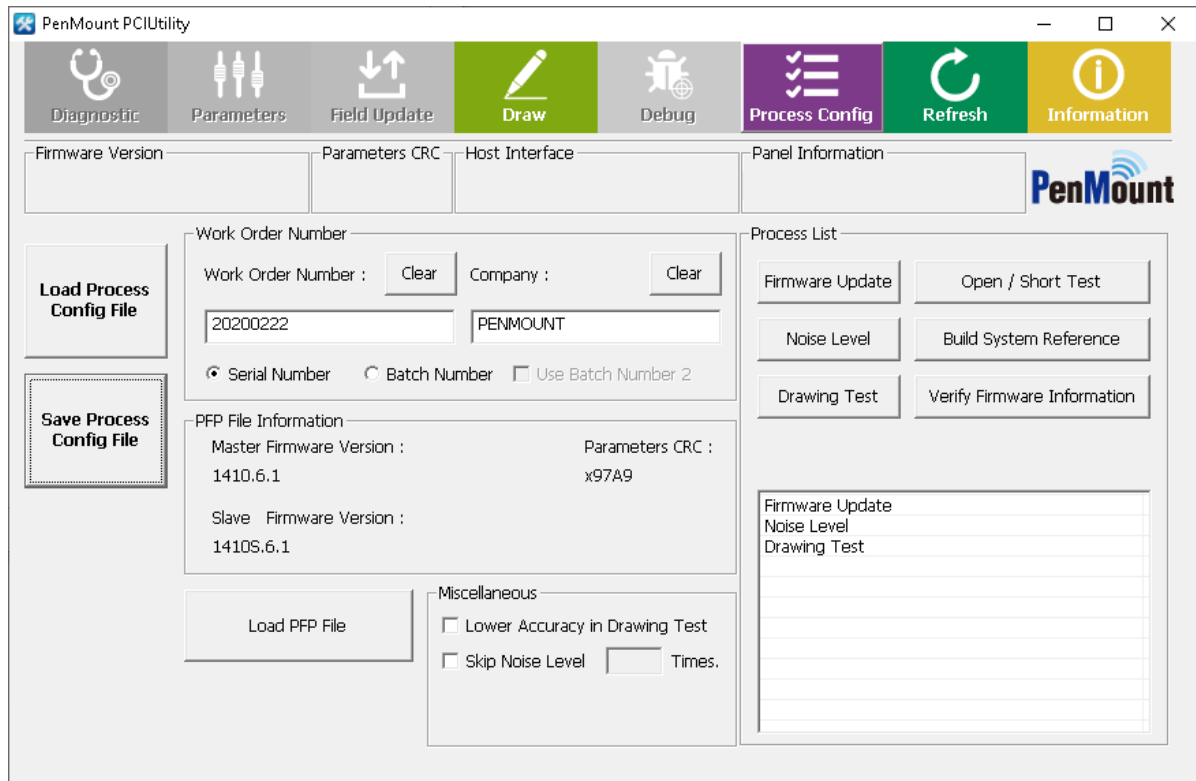 PenMount PCIUtility
Diagnostic Parameters Field Update Draw Debug Process Config Refresh Information
Firmware Version Parameters CRC Host Interface Panel Information
PenMount
Load Process
Config File
Save Process
Config File
Work Order Number
Work Order Number : Clear Company : Clear
20200222 PENMOUNT
Serial Number Batch Number Use Batch Number 2
PFP File Information
Master Firmware Version : Parameters CRC :
1410.6.1 x97A9
Slave Firmware Version :
1410S.6.1
Load PFP File
Miscellaneous
Lower Accuracy in Drawing Test
Skip Noise Level Times.
Process List
Firmware Update Open / Short Test
Noise Level Build System Reference
Drawing Test Verify Firmware Information
Firmware Update
Noise Level
Drawing Test